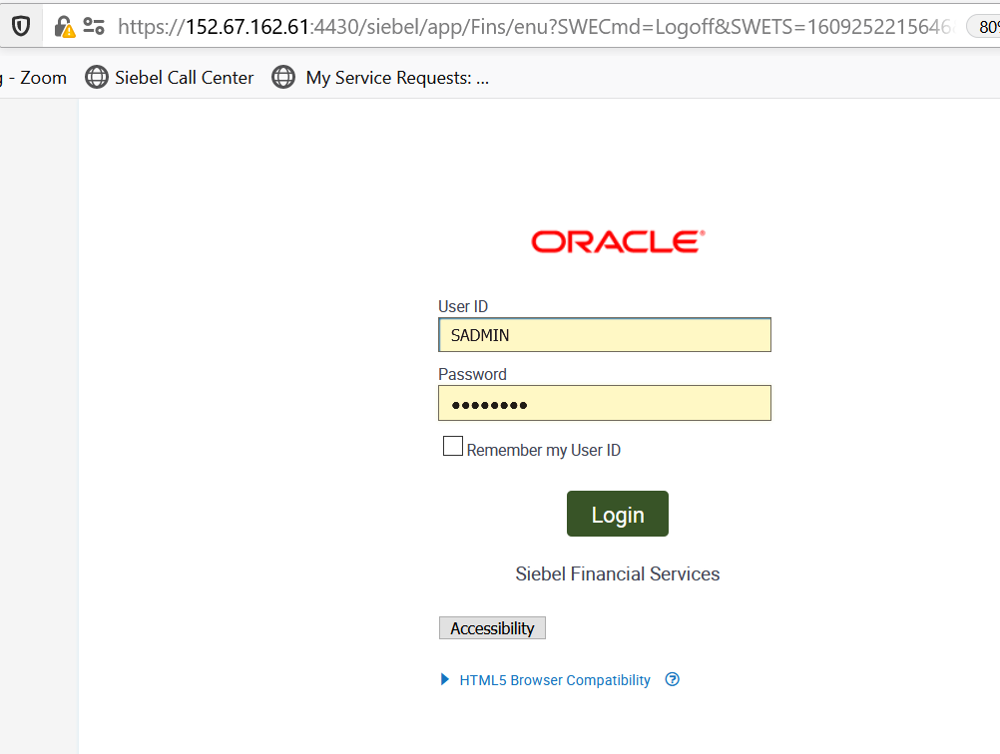 https://152.67.162.61:4430/siebel/app/Fins/enu?SWECmd=Logoff&SWETS=160925221564
80%
- Zoom Siebel Call Center My Service Requests: ...
ORACLE®
User ID
SADMIN
Password
••••••••
Remember my User ID
Login
Siebel Financial Services
Accessibility
HTML5 Browser Compatibility ?